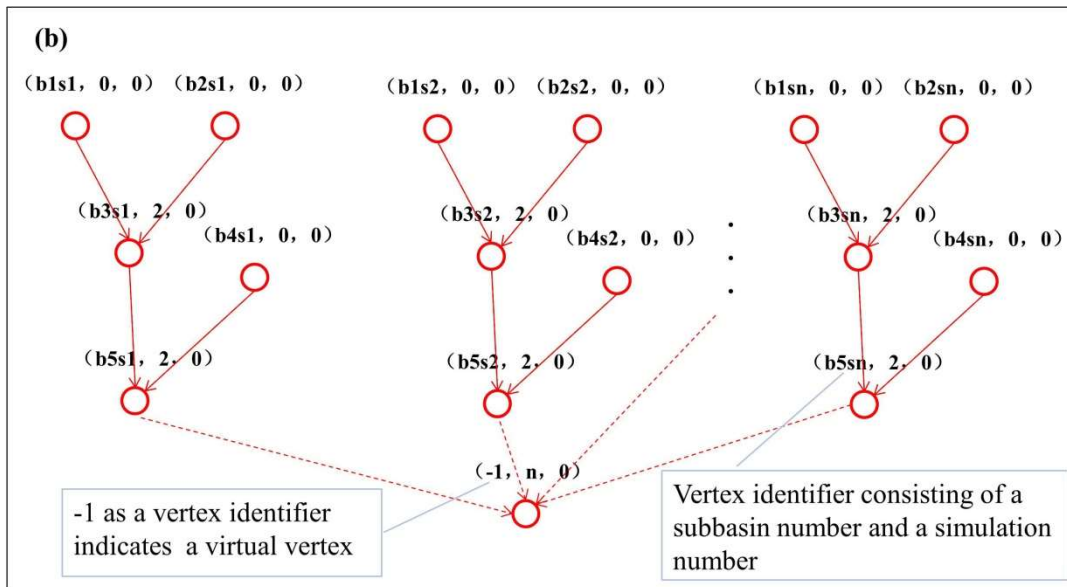 (b)
（b1s1，0，0）（b2s1，0，0）
（b1s2，0，0）（b2s2，0，0）
（b1sn，0，0）（b2sn，0，0）
（b3s1，2，0）
（b4s1，0，0）
（b3s2，2，0）
（b4s2，0，0）
（b3sn，2，0）
（b4sn，0，0）
（b5s1，2，0）
（b5s2，2，0）
（b5sn，2，0）
（-1，n，0）
-1 as a vertex identifier
indicates a virtual vertex
Vertex identifier consisting of a
subbasin number and a simulation
number